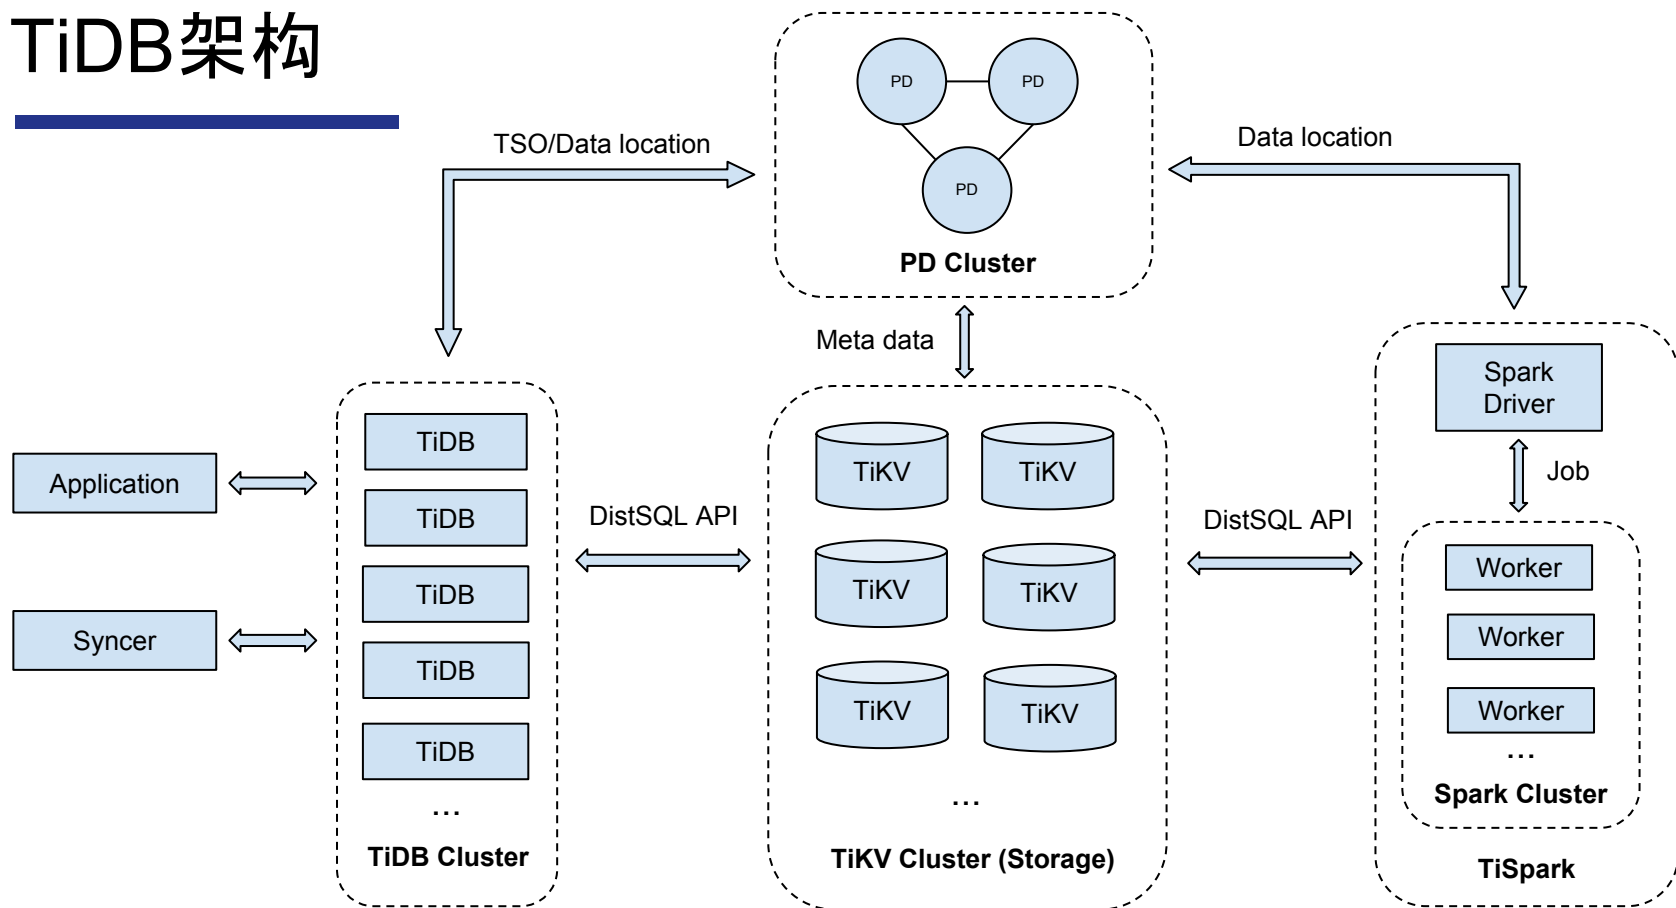 TiDB架构
PD
PD
PD
PD Cluster
TSO/Data location
Data location
Meta data
Application
Syncer
TiDB
TiDB
TiDB
TiDB
TiDB
...
TiDB Cluster
DistSQL API
TiKV
TiKV
TiKV
TiKV
TiKV
TiKV
...
TiKV Cluster (Storage)
DistSQL API
Spark
Driver
Job
Worker
Worker
Worker
...
Spark Cluster
TiSpark